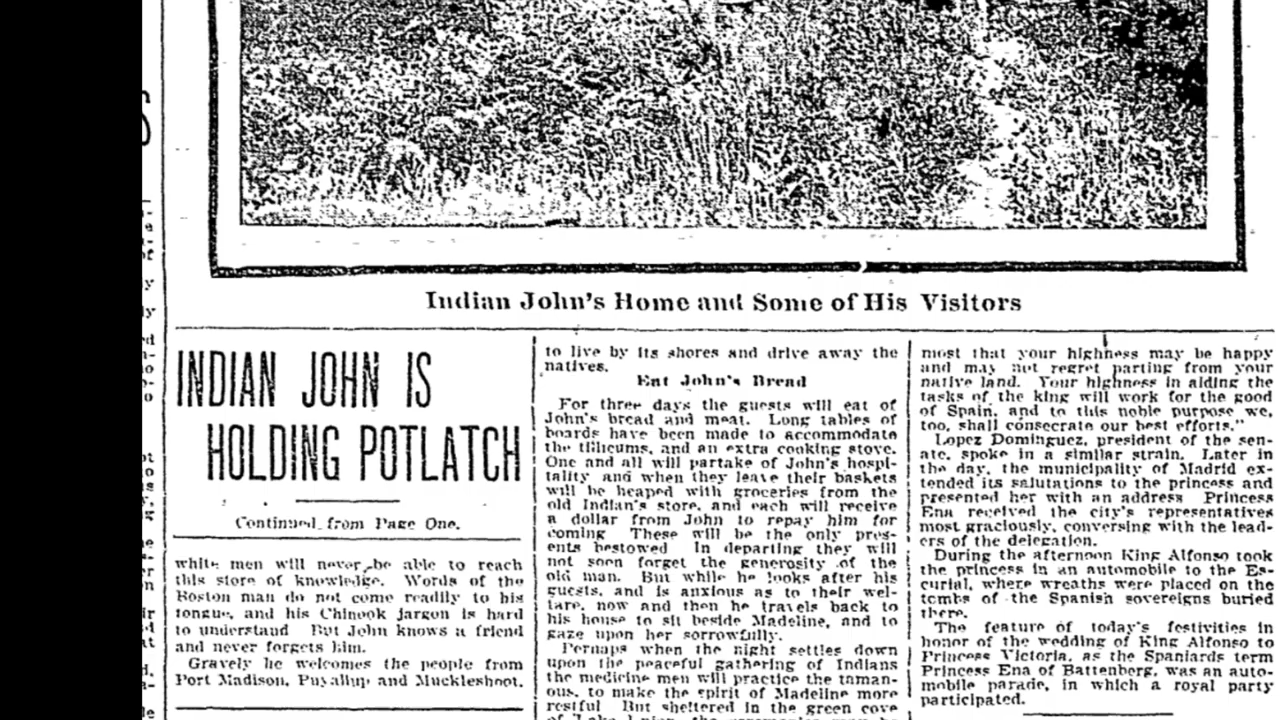 Indian John's Home and Some of His Visitors
INDIAN JOHN IS
HOLDING POTLATCH
Continued from Page One.
white men will never be able to reach
this store of knowledge. Words of the
Boston man do not come readily to his
tongue, and his Chinook jargon is hard
to understand But John knows a friend
and never forgets him.
Gravely he welcomes the people from
Port Madison, Puyallup and Muckleshoot.
to live by its shores and drive away the
natives.
Eat John's Bread
For three days the guests will eat of
John's bread and meat. Long tables of
boards have been made to accommodate
the tillicums, and an extra cooking stove.
One and all will partake of John's hospi-
tality and when they leave their baskets
will be heaped with groceries from the
old Indian's store, and each will receive
a dollar from John to repay him for
coming These will be the only pres-
ents bestowed In departing they will
not soon forget the generosity of the
old man. But while he looks after his
guests, and is anxious as to their wel-
fare, now and then he travels back to
his house to sit beside Madeline, and to
gaze upon her sorrowfully.
Perhaps when the night settles down
upon the peaceful gathering of Indians
the medicine men will practice the taman-
ous, to make the spirit of Madeline more
restful But sheltered in the green cove
of Lake Union, the ceremonies may be
most that your highness may be happy
and may not regret parting from your
native land. Your highness in aiding the
tasks of the king will work for the good
of Spain, and to this noble purpose we,
too, shall consecrate our best efforts."
Lopez Dominguez, president of the sen-
ate, spoke in a similar strain. Later in
the day, the municipality of Madrid ex-
tended its salutations to the princess and
presented her with an address Princess
Ena received the city's representatives
most graciously, conversing with the lead-
ers of the delegation.
During the afternoon King Alfonso took
the princess in an automobile to the Es-
curial, where wreaths were placed on the
tombs of the Spanish sovereigns buried
there.
The feature of today's festivities in
honor of the wedding of King Alfonso to
Princess Victoria, as the Spaniards term
Princess Ena of Battenberg, was an auto-
mobile parade, in which a royal party
participated.